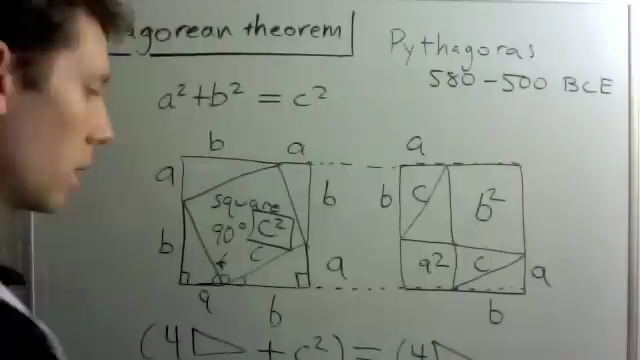 agorean theorem
Pythagoras
580-500 BCE
a²+b² = c²
b a a
a b b c b²
square
90° c²
b c a² c a
a
a b b
(4 + c²) = (4